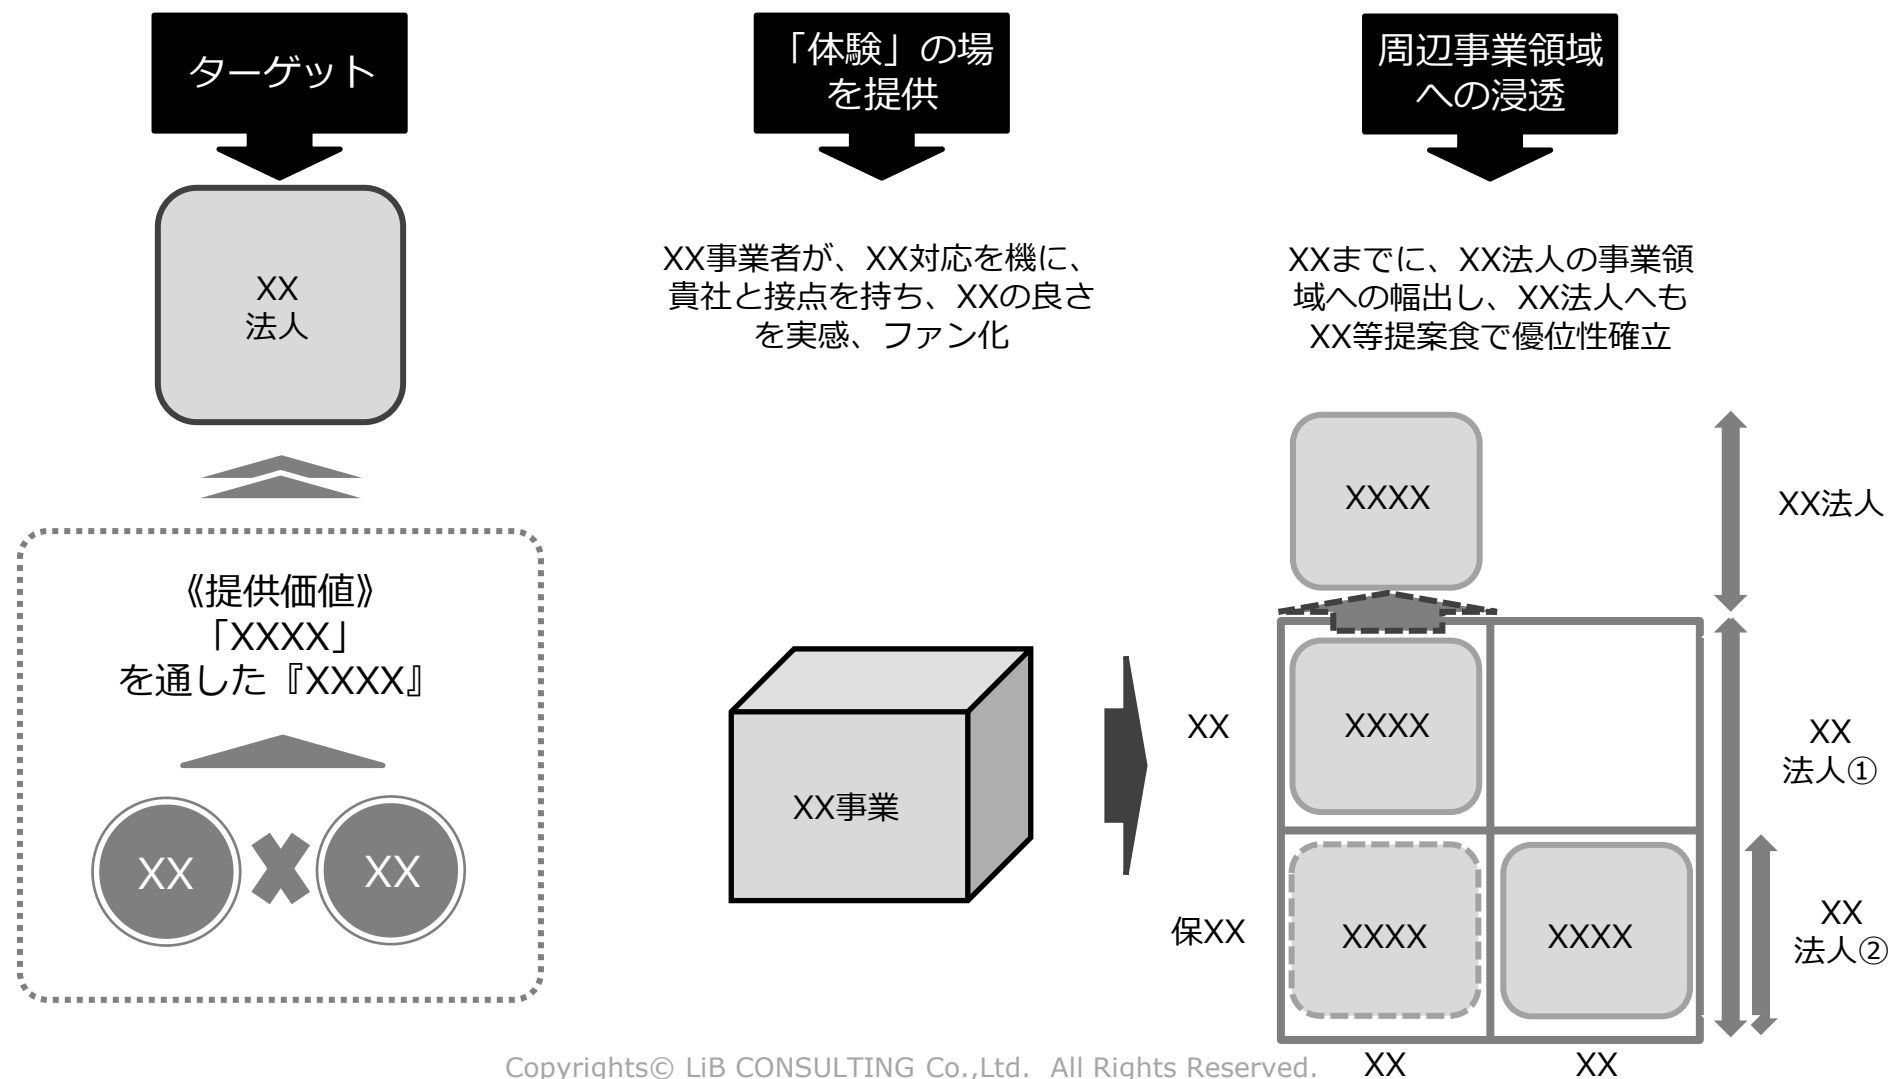 ターゲット
XX
法人
《提供価値》
「XXXX」
を通した『XXXX』
XX
XX
「体験」の場
を提供
XX事業者が、XX対応を機に、
貴社と接点を持ち、XXの良さ
を実感、ファン化
XX事業
周辺事業領域
への浸透
XXまでに、XX法人の事業領
域への幅出し、XX法人へも
XX等提案食で優位性確立
XXXX
XX法人
XX
XXXX
XX
法人①
保XX
XXXX
XXXX
XX
法人②
XX
XX
Copyrights© LiB CONSULTING Co.,Ltd. All Rights Reserved.